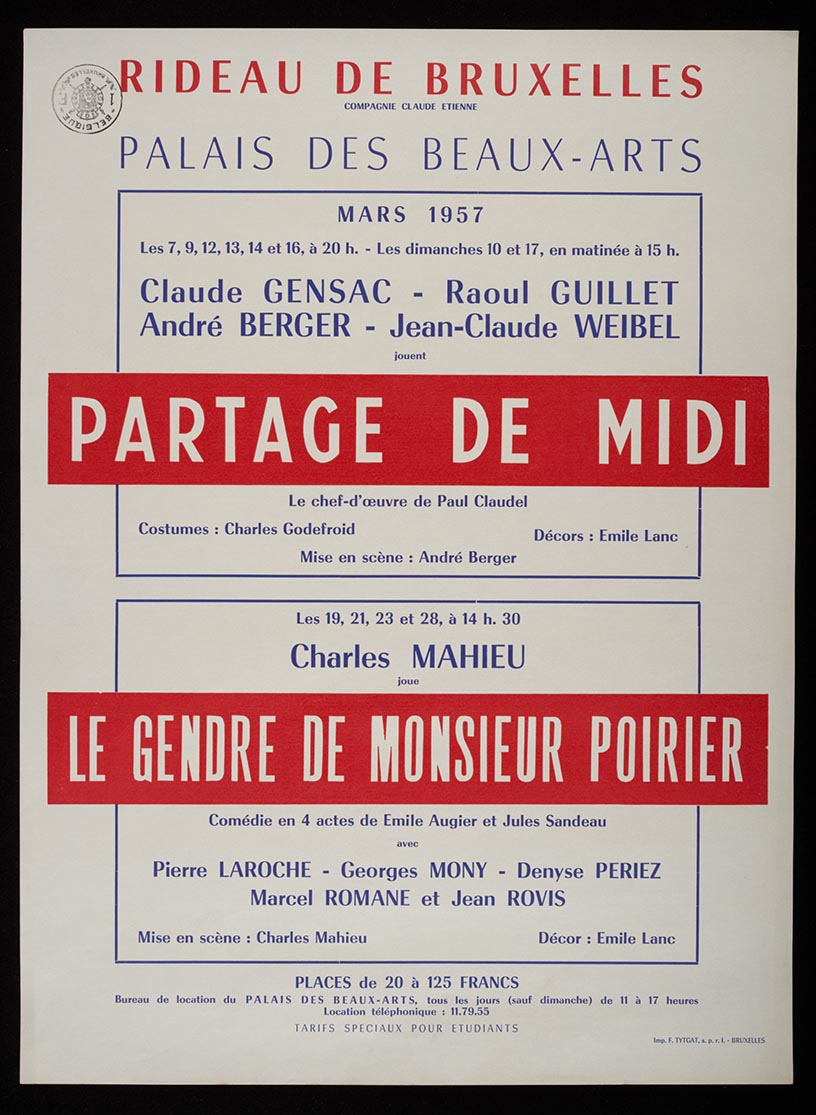 RIDEAU DE BRUXELLES
COMPAGNIE CLAUDE ETIENNE
BELGIQUE
PALAIS DES BEAUX-ARTS
MARS 1957
Les 7, 9, 12, 13, 14 et 16, à 20 h. - Les dimanches 10 et 17, en matinée à 15 h.
Claude GENSAC - Raoul GUILLET
André BERGER - Jean-Claude WEIBEL
jouent
PARTAGE DE MIDI
Le chef-d'œuvre de Paul Claudel
Costumes : Charles Godefroid
Décors : Emile Lanc
Mise en scène : André Berger
Les 19, 21, 23 et 28, à 14 h. 30
Charles MAHIEU
joue
LE GENDRE DE MONSIEUR POIRIER
Comédie en 4 actes de Emile Augier et Jules Sandeau
avec
Pierre LAROCHE - Georges MONY - Denyse PERIEZ
Marcel ROMANE et Jean ROVIS
Mise en scène : Charles Mahieu
Décor : Emile Lanc
PLACES de 20 à 125 FRANCS
Bureau de location du PALAIS DES BEAUX-ARTS, tous les jours (sauf dimanche) de 11 à 17 heures
Location téléphonique : 11.79.55
TARIFS SPECIAUX POUR ETUDIANTS
Imp. F. TYTGAT, s. p. r. l. - BRUXELLES